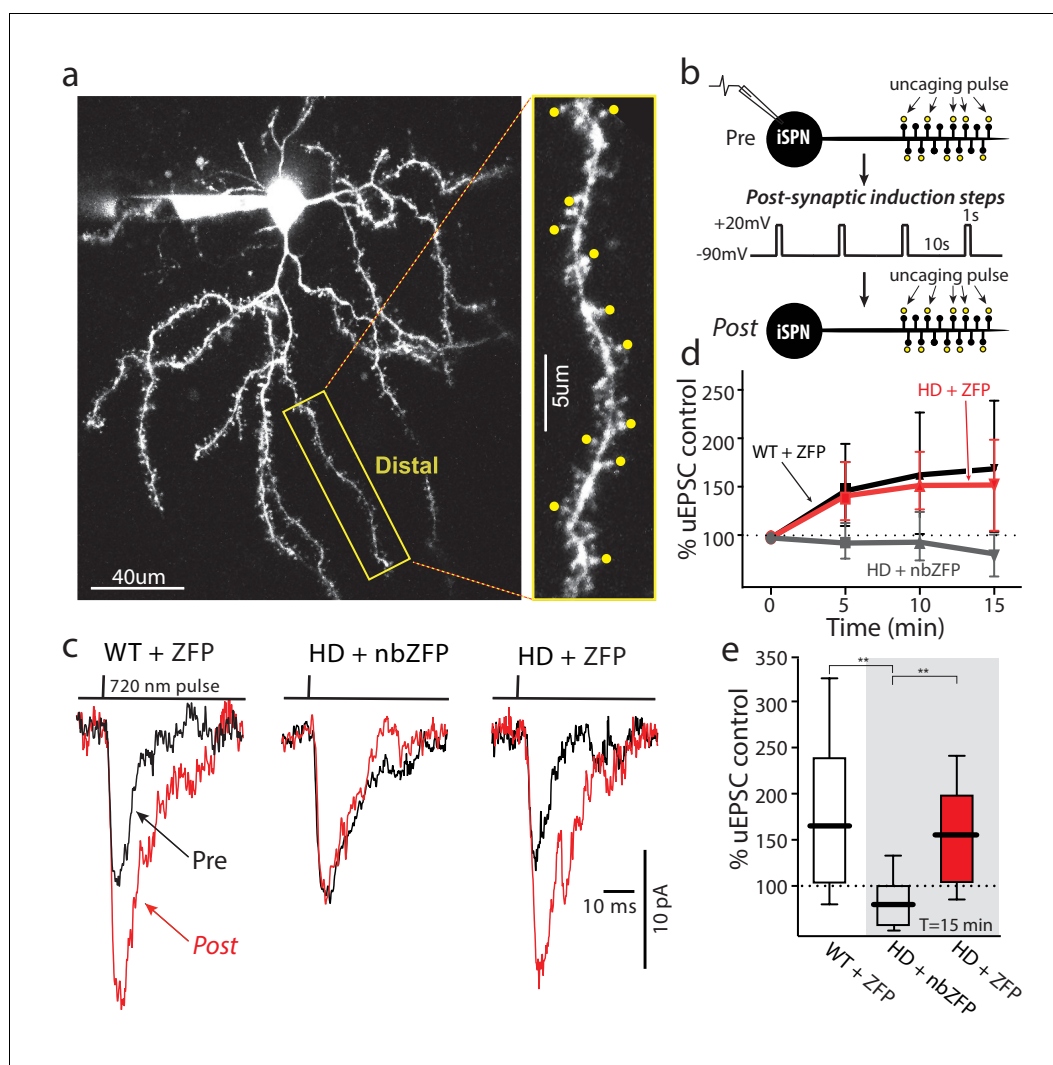 a
Distal
40um
5um
b
uncaging pulse
Pre
iSPN
Post-synaptic induction steps
+20mV
1s
-90mV
10s
uncaging pulse
Post
iSPN
c
WT + ZFP
HD + nbZFP
HD + ZFP
720 nm pulse
Pre
Post
10 ms
10 pA
d
% uEPSC control
250
200
150
100
50
HD + ZFP
WT + ZFP
HD + nbZFP
0
5
10
15
Time (min)
e
% uEPSC control
350
300
250
200
150
100
50
**
**
T=15 min
WT + ZFP
HD + nbZFP
HD + ZFP